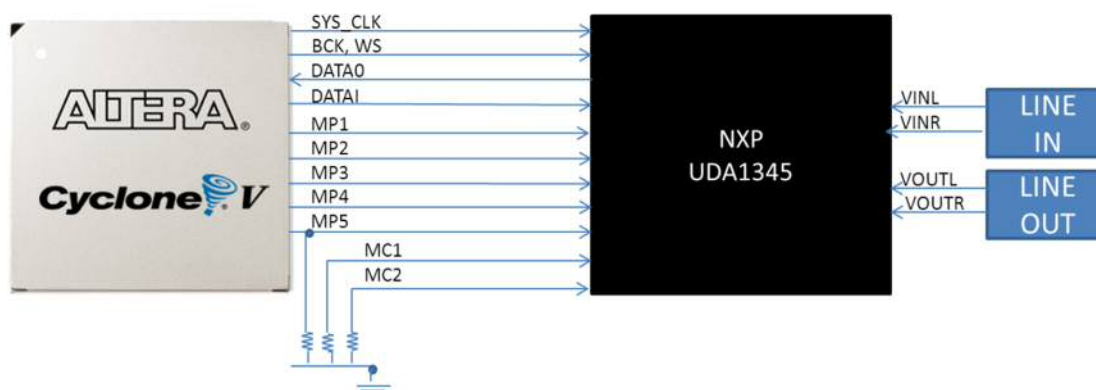 SYS_CLK
BCK, WS
DATA0
DATAI
MP1
MP2
MP3
MP4
MP5
MC1
MC2
ALTERA®
Cyclone® V
NXP
UDA1345
VINL
VINR
VOUTL
VOUTR
LINE
IN
LINE
OUT